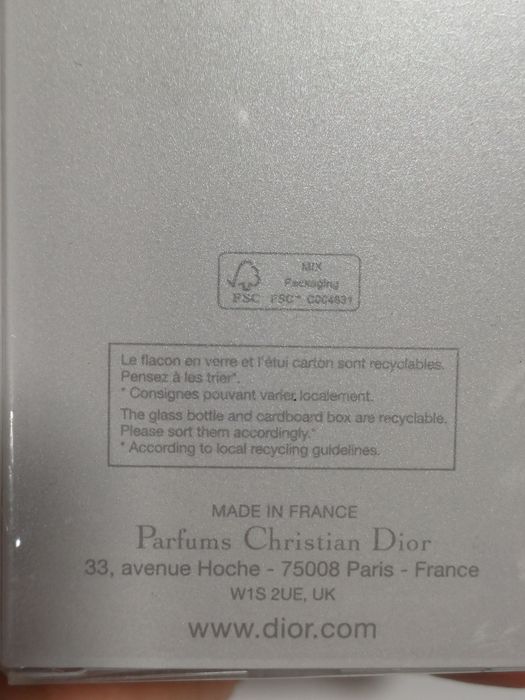 MIX
Packaging
FSC FSC® C004631
Le flacon en verre et l'étui carton sont recyclables.
Pensez à les trier*.
* Consignes pouvant varier localement.
The glass bottle and cardboard box are recyclable.
Please sort them accordingly.*
* According to local recycling guidelines.
MADE IN FRANCE
Parfums Christian Dior
33, avenue Hoche - 75008 Paris - France
W1S 2UE, UK
www.dior.com